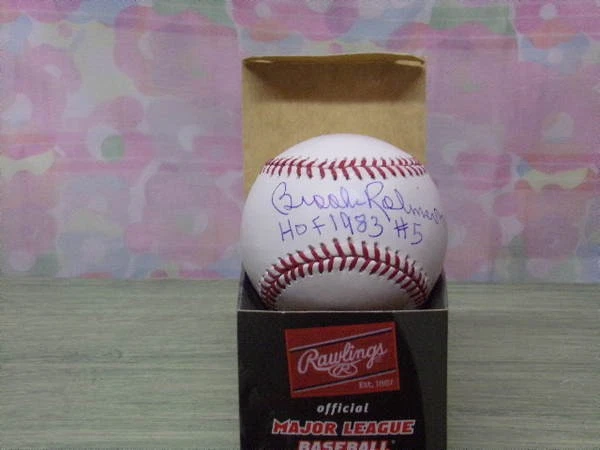 Brooks Robinson
HOF 1983 #5
Rawlings
R
Est. 1887
official
MAJOR LEAGUE
BASEBALL